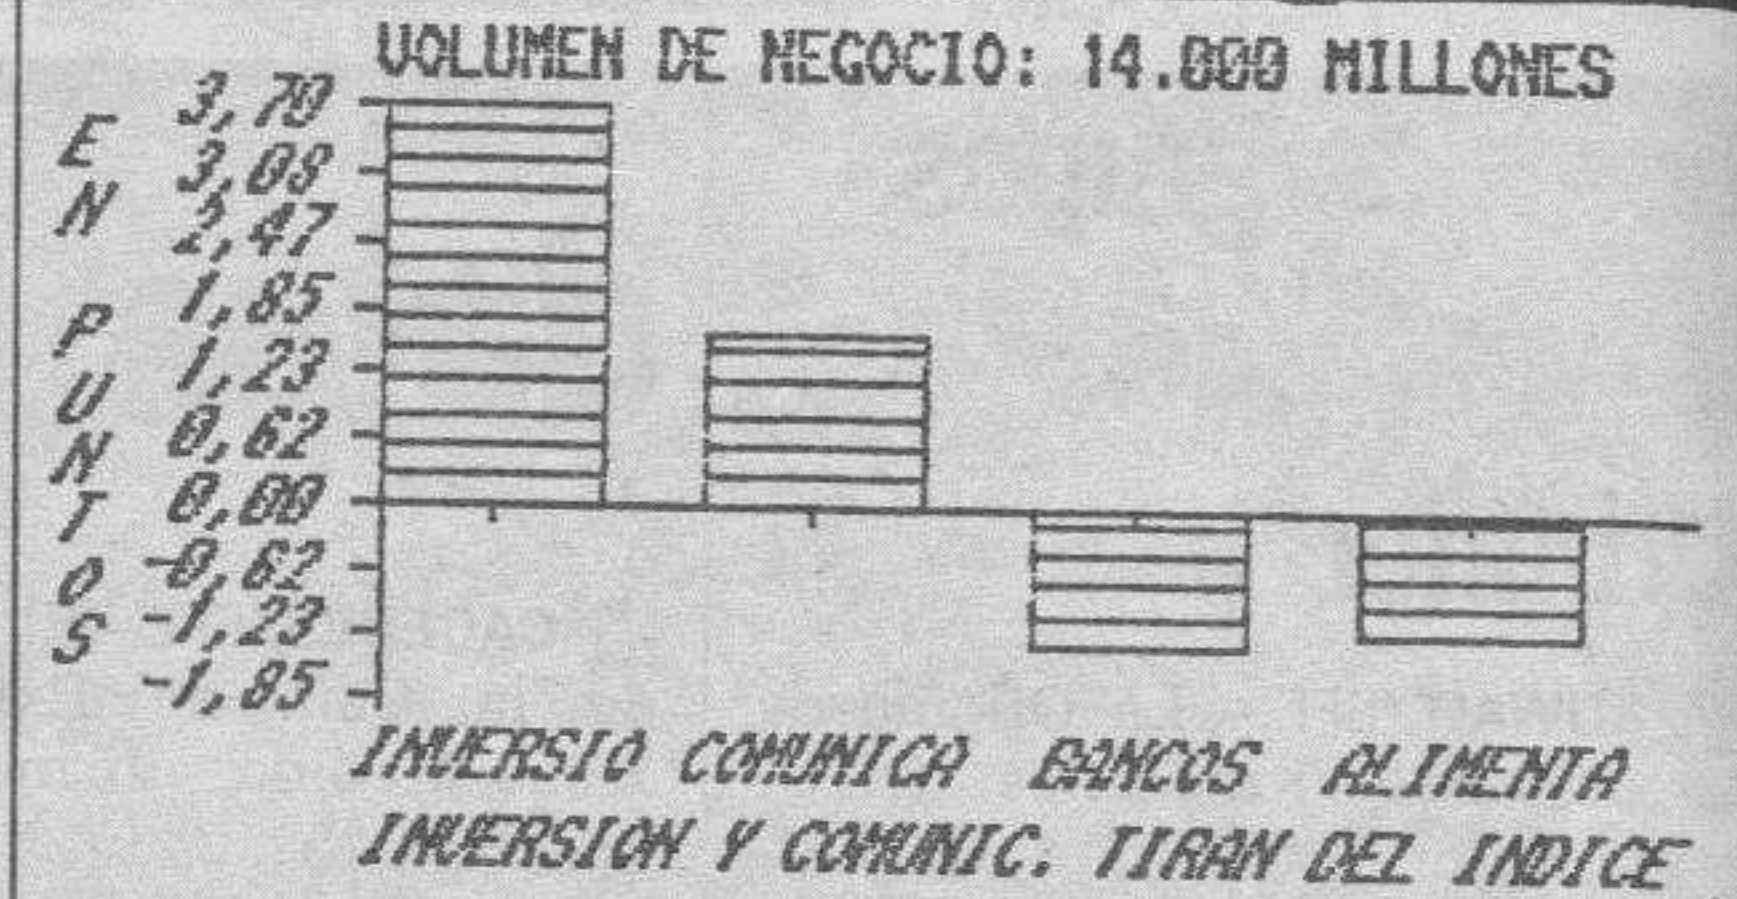 VOLUMEN DE NEGOCIO: 14.000 MILLONES
EN PUNTOS
3,70
3,08
2,47
1,85
1,23
0,62
0,00
-0,62
-1,23
-1,85
INVERSIO COMUNICA BANCOS ALIMENTA
INVERSION Y COMUNIC. TIRAN DEL INDICE